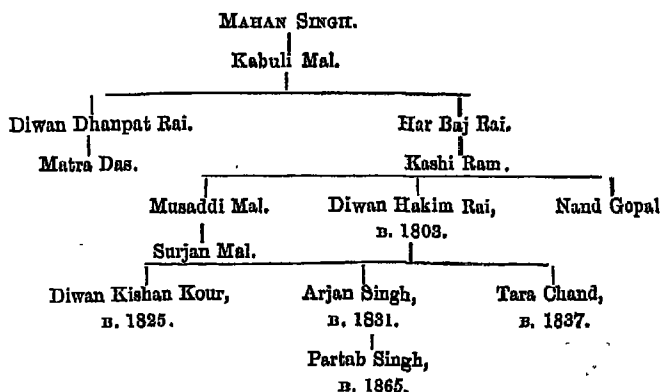 MAHAN SINGH.
Kabuli Mal.
Diwan Dhanpat Rai. Har Baj Rai.
Matra Das. Kashi Ram.
Musaddi Mal. Diwan Hakim Rai, Nand Gopal
B. 1803.
Surjan Mal.
Diwan Kishan Kour, Arjan Singh, Tara Chand,
B. 1825. B. 1831. B. 1837.
Partab Singh,
B. 1865.